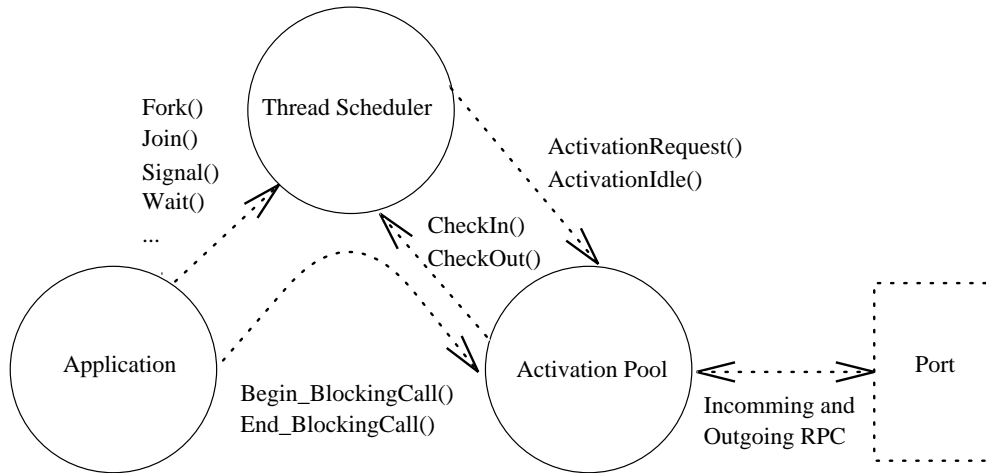 Fork()
Join()
Signal()
Wait()
...
Thread Scheduler
ActivationRequest()
ActivationIdle()
CheckIn()
CheckOut()
Application
Begin_BlockingCall()
End_BlockingCall()
Activation Pool
Incomming and
Outgoing RPC
Port